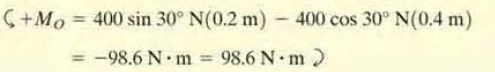 ↶+M_O = 400 sin 30° N(0.2 m) − 400 cos 30° N(0.4 m)
= −98.6 N·m = 98.6 N·m ↷